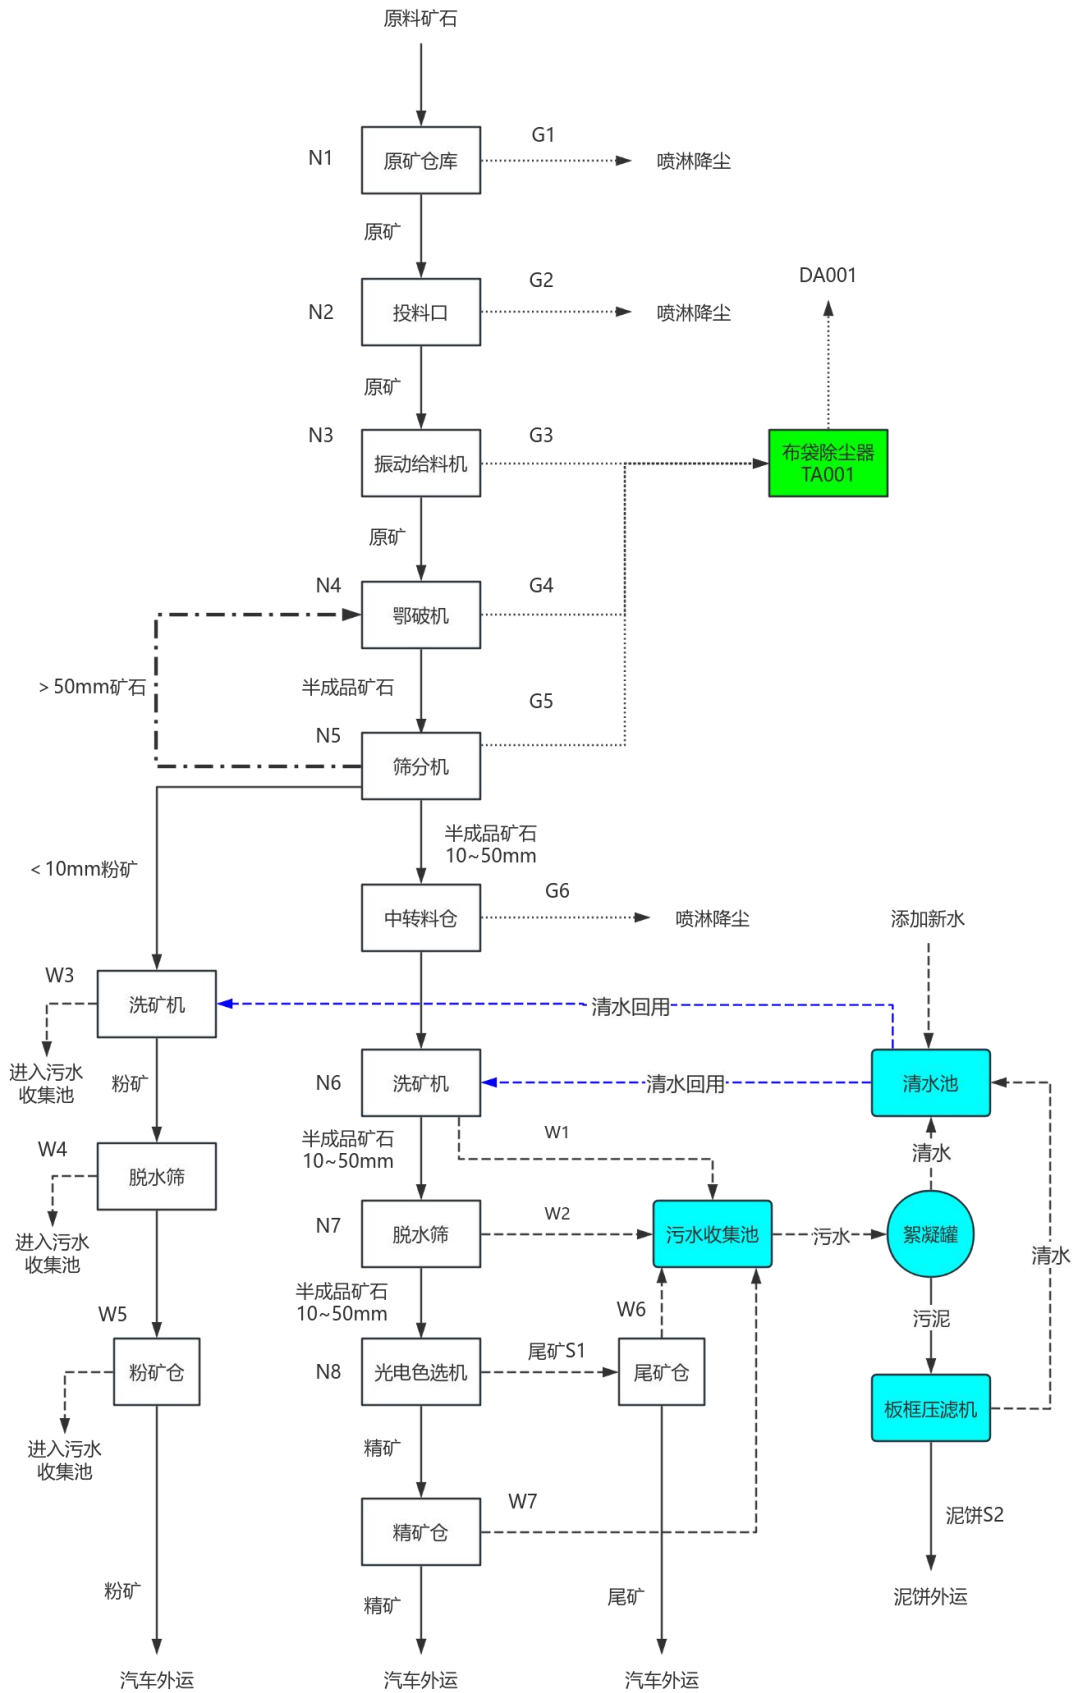 原料矿石
N1
原矿仓库
G1
喷淋降尘
原矿
N2
投料口
G2
喷淋降尘
DA001
原矿
N3
振动给料机
G3
布袋除尘器
TA001
原矿
N4
鄂破机
G4
＞50mm矿石
半成品矿石
G5
N5
筛分机
半成品矿石
10~50mm
＜10mm粉矿
中转料仓
G6
喷淋降尘
添加新水
W3
洗矿机
清水回用
进入污水
收集池
粉矿
N6
洗矿机
清水回用
清水池
W4
脱水筛
半成品矿石
10~50mm
W1
清水
N7
脱水筛
W2
污水收集池
污水
絮凝罐
清水
进入污水
收集池
W5
半成品矿石
10~50mm
W6
污泥
粉矿仓
N8
光电色选机
尾矿S1
尾矿仓
板框压滤机
进入污水
收集池
精矿
精矿仓
W7
泥饼S2
粉矿
精矿
尾矿
泥饼外运
汽车外运
汽车外运
汽车外运